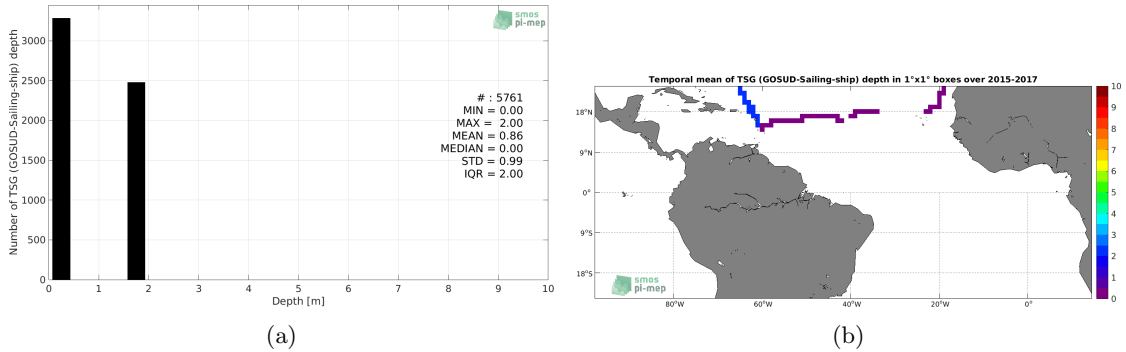 smos
pi-mep
Number of TSG (GOSUD-Sailing-ship) depth
3000
2500
2000
1500
1000
500
0
# : 5761
MIN = 0.00
MAX = 2.00
MEAN = 0.86
MEDIAN = 0.00
STD = 0.99
IQR = 2.00
0 1 2 3 4 5 6 7 8 9 10
Depth [m]
(a)
Temporal mean of TSG (GOSUD-Sailing-ship) depth in 1°x1° boxes over 2015-2017
18°N
9°N
0°
9°S
18°S
80°W 60°W 40°W 20°W 0°
smos
pi-mep
10
9
8
7
6
5
4
3
2
1
0
(b)